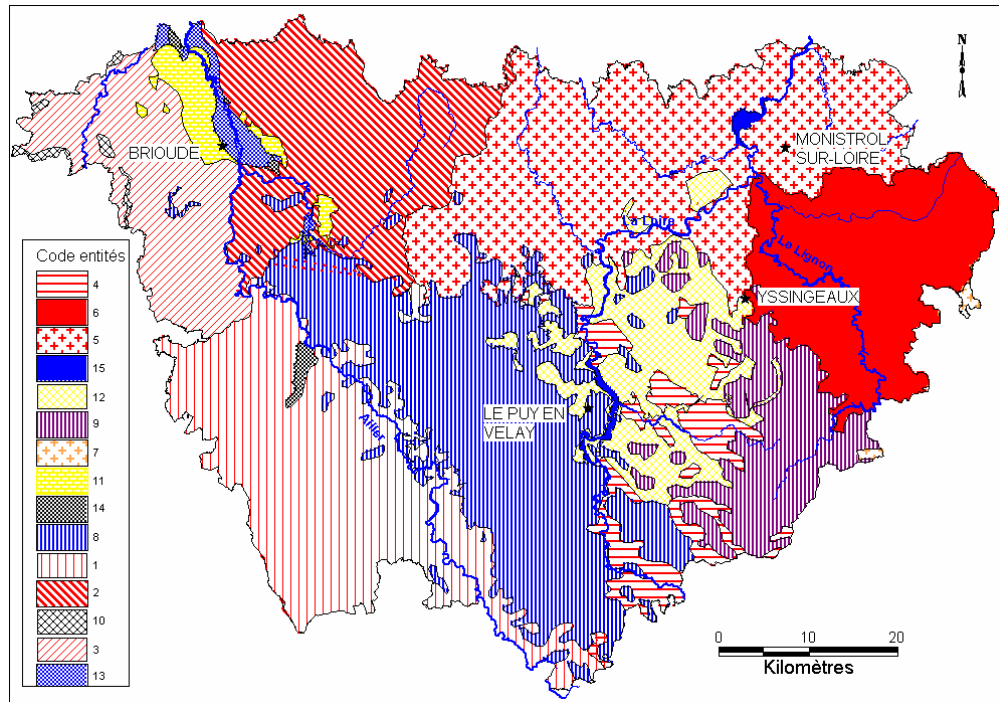 N
BRIOUDE
MONISTROL
SUR-LOIRE
La Loire
Le Lignon
YSSINGEAUX
LE PUY EN
VELAY
Allier
Code entités
4
6
5
15
12
9
7
11
14
8
1
2
10
3
13
0 10 20
Kilomètres